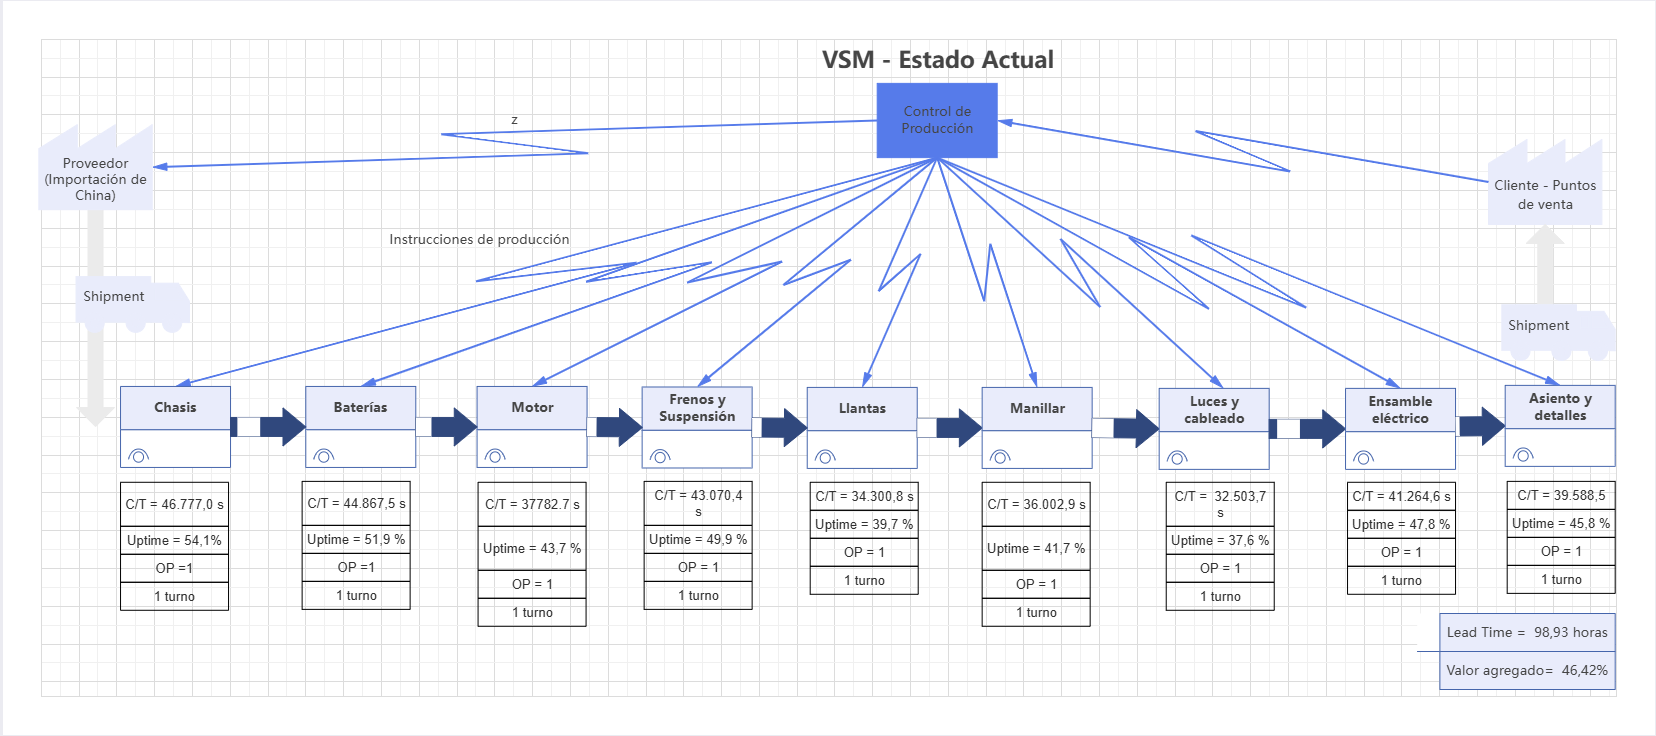 VSM - Estado Actual
Control de
Producción
z
Proveedor
(Importación de
China)
Cliente - Puntos
de venta
Instrucciones de producción
Shipment
Shipment
Chasis
Baterías
Motor
Frenos y
Suspensión
Llantas
Manillar
Luces y
cableado
Ensamble
eléctrico
Asiento y
detalles
C/T = 46.777,0 s
Uptime = 54,1%
OP =1
1 turno
C/T = 44.867,5 s
Uptime = 51,9 %
OP =1
1 turno
C/T = 37782.7 s
Uptime = 43,7 %
OP = 1
1 turno
C/T = 43.070,4
s
Uptime = 49,9 %
OP = 1
1 turno
C/T = 34.300,8 s
Uptime = 39,7 %
OP = 1
1 turno
C/T = 36.002,9 s
Uptime = 41,7 %
OP = 1
1 turno
C/T = 32.503,7
s
Uptime = 37,6 %
OP = 1
1 turno
C/T = 41.264,6 s
Uptime = 47,8 %
OP = 1
1 turno
C/T = 39.588,5
Uptime = 45,8 %
OP = 1
1 turno
Lead Time = 98,93 horas
Valor agregado= 46,42%